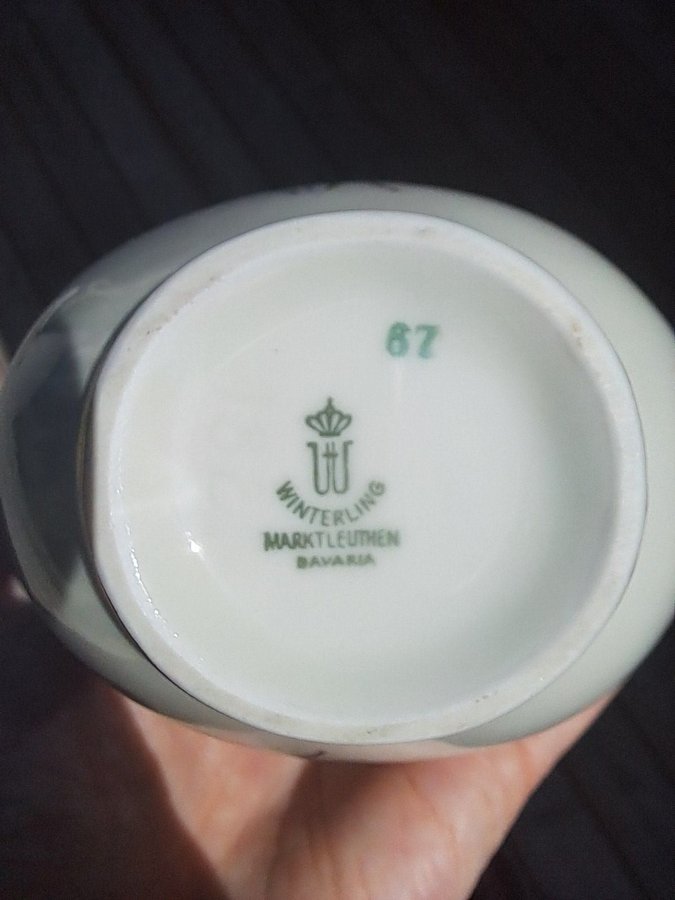 67
W
WINTERLING
MARKTLEUTHEN
BAVARIA